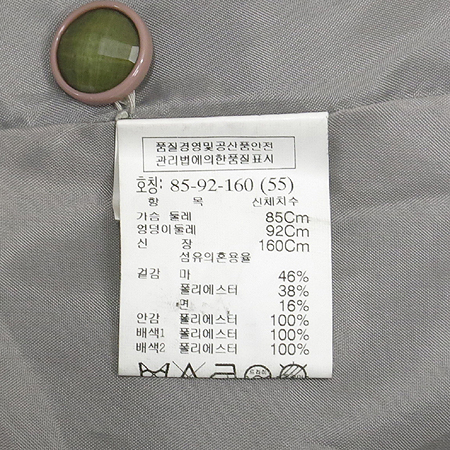 품질경영및공산품안전
관리법에의한품질표시
호칭: 85-92-160 (55)
항 목 신체치수
가슴 둘레 85Cm
엉덩이둘레 92Cm
신 장 160Cm
섬유의혼용율
겉감 마 46%
폴리에스터 38%
면 16%
안감 폴리에스터 100%
배색1 폴리에스터 100%
배색2 폴리에스터 100%
드라이